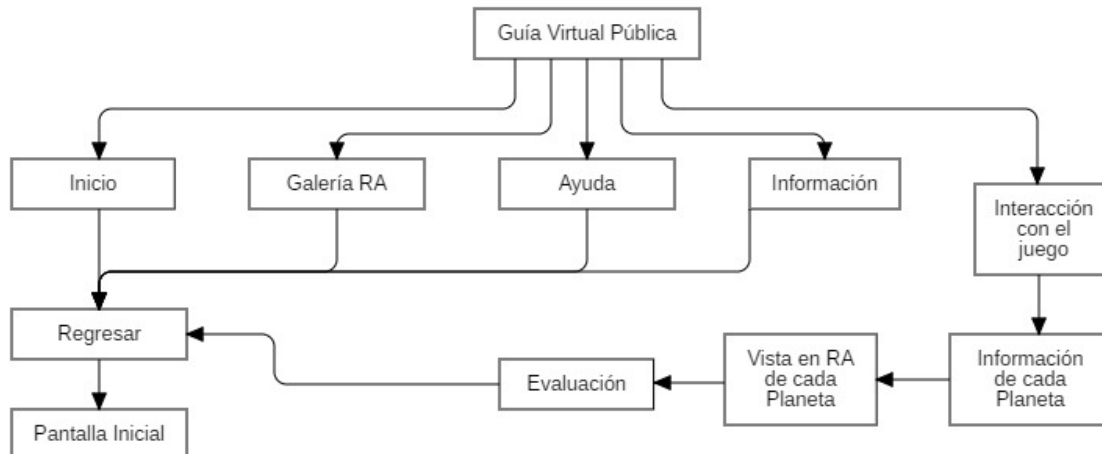 Guía Virtual Pública
Inicio
Galería RA
Ayuda
Información
Interacción
con el
juego
Regresar
Evaluación
Vista en RA
de cada
Planeta
Información
de cada
Planeta
Pantalla Inicial